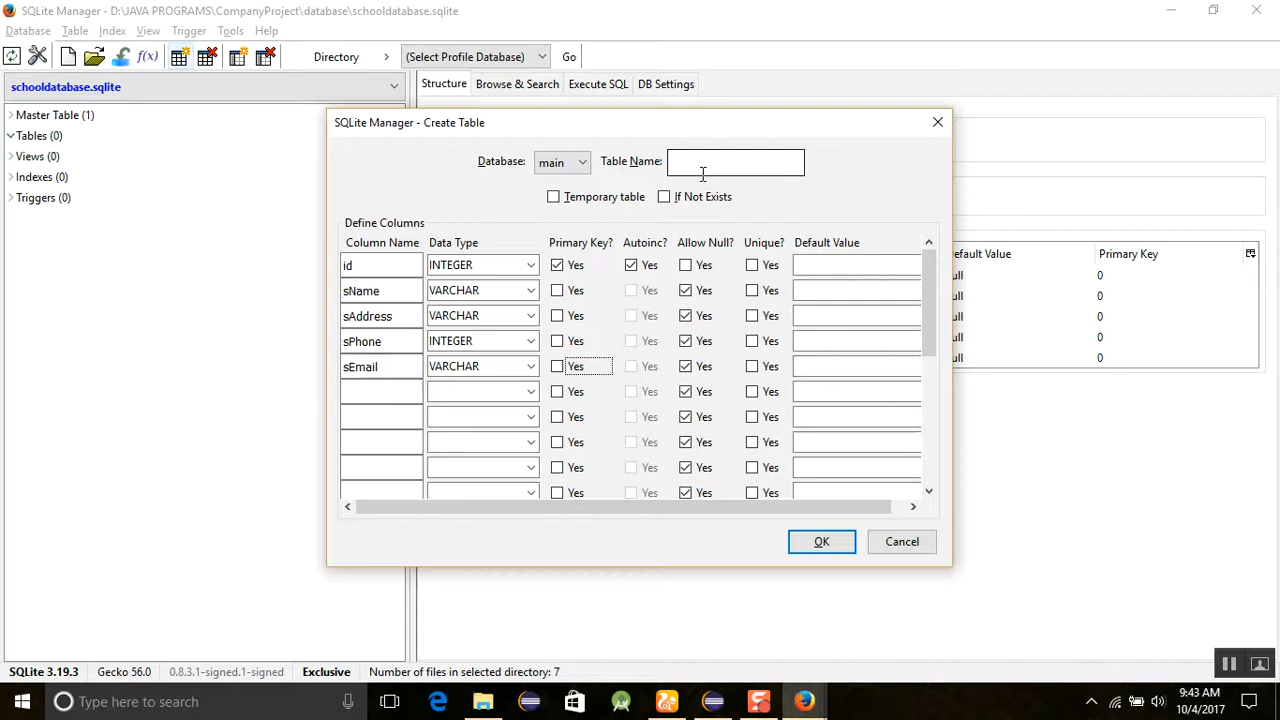 SQLite Manager - D:\JAVA PROGRAMS\CompanyProject\database\schooldatabase.sqlite
Database Table Index View Trigger Tools Help
f(x) Directory (Select Profile Database) Go
schooldatabase.sqlite
Structure Browse & Search Execute SQL DB Settings
Master Table (1)
Tables (0)
Views (0)
Indexes (0)
Triggers (0)
SQLite Manager - Create Table
Database: main Table Name:
Temporary table If Not Exists
Define Columns
Column Name Data Type Primary Key? Autoinc? Allow Null? Unique? Default Value
id INTEGER Yes Yes Yes Yes
sName VARCHAR Yes Yes Yes Yes
sAddress VARCHAR Yes Yes Yes Yes
sPhone INTEGER Yes Yes Yes Yes
sEmail VARCHAR Yes Yes Yes Yes
Yes Yes Yes Yes
Yes Yes Yes Yes
Yes Yes Yes Yes
Yes Yes Yes Yes
Yes Yes Yes Yes
OK Cancel
efault Value Primary Key
ull 0
ull 0
ull 0
ull 0
ull 0
SQLite 3.19.3 Gecko 56.0 0.8.3.1-signed.1-signed Exclusive Number of files in selected directory: 7
Type here to search
9:43 AM
10/4/2017